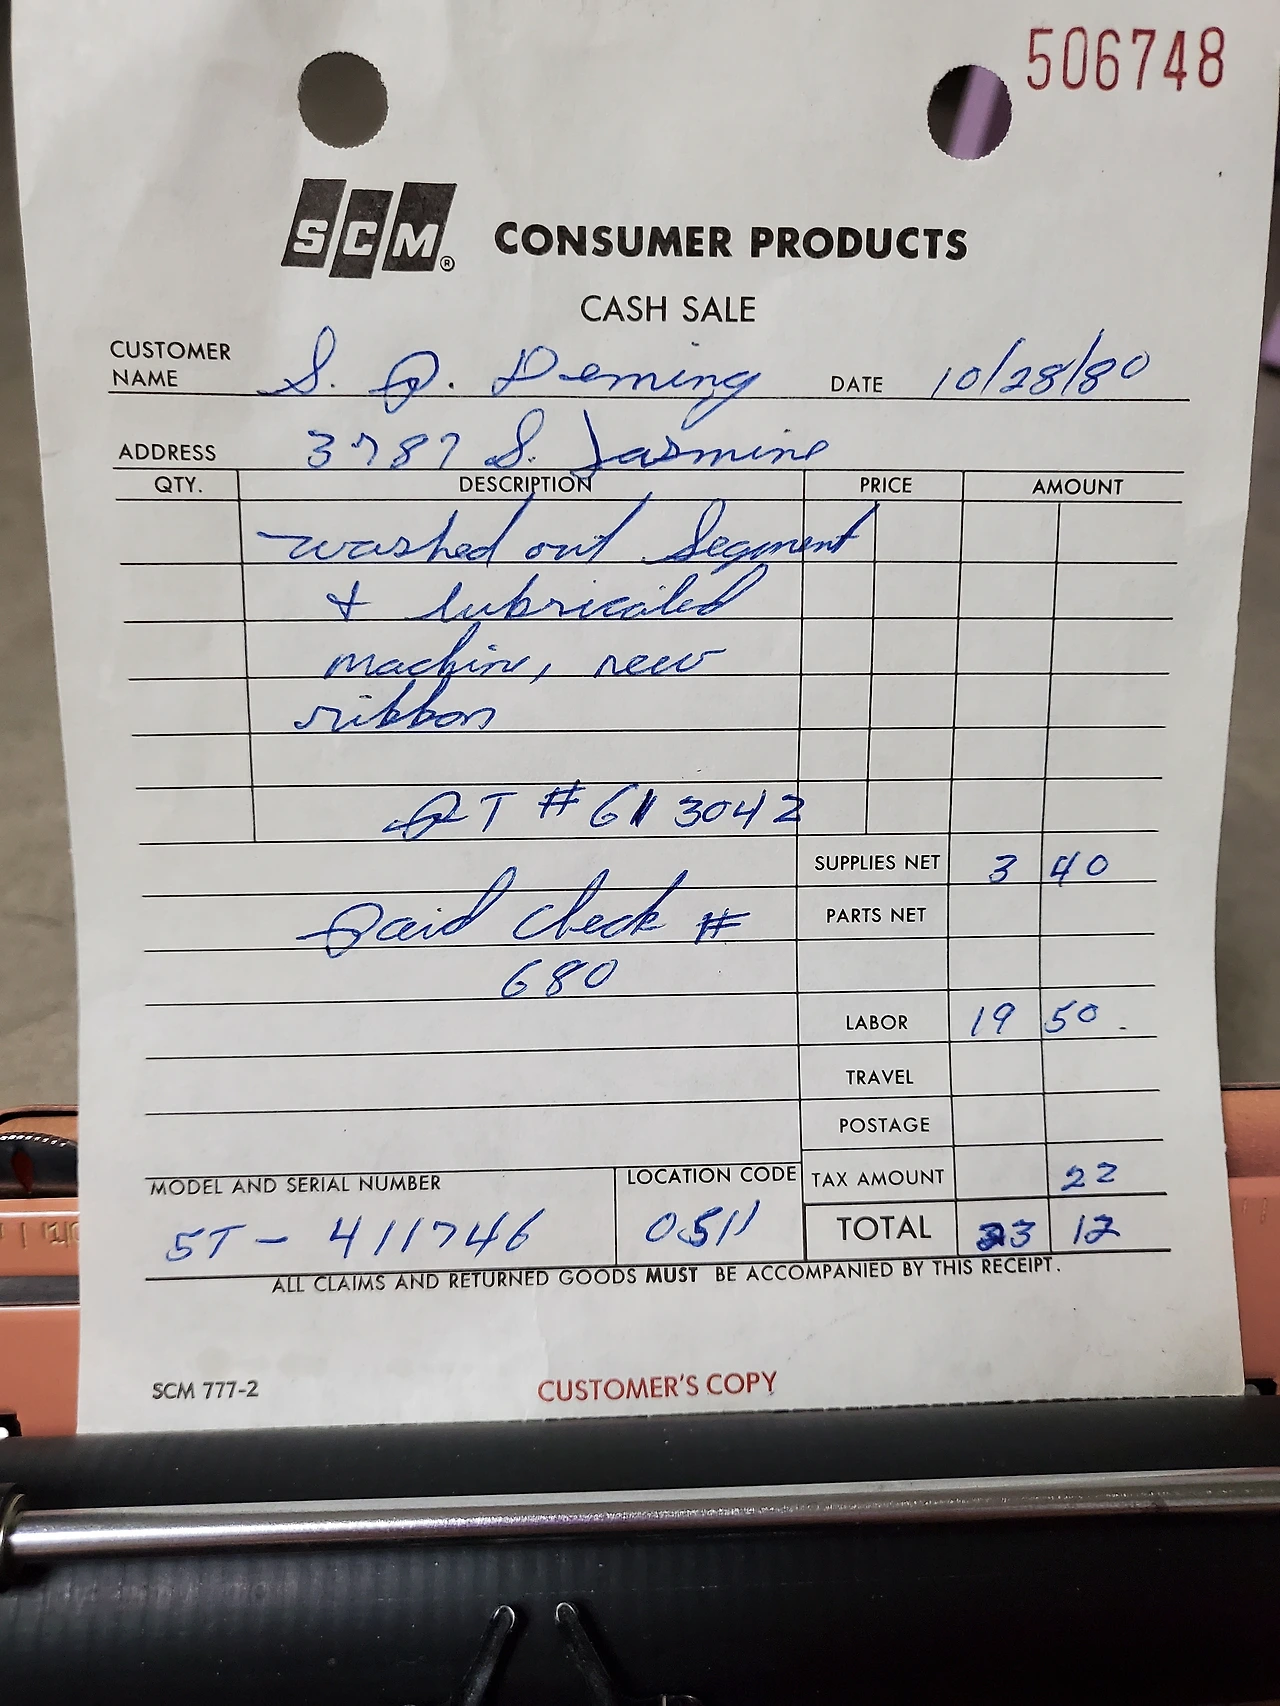 506748
SCM® CONSUMER PRODUCTS
CASH SALE
CUSTOMER NAME S. P. Deming DATE 10/28/80
ADDRESS 3787 S. Jasmine
QTY. DESCRIPTION PRICE AMOUNT
washed out Segment
& lubricated
machine, new
ribbon
PT # 613042
SUPPLIES NET 3 40
Paid Check # PARTS NET
680
LABOR 19 50
TRAVEL
POSTAGE
TAX AMOUNT 22
MODEL AND SERIAL NUMBER LOCATION CODE
5T - 411746 0511 TOTAL 23 12
ALL CLAIMS AND RETURNED GOODS MUST BE ACCOMPANIED BY THIS RECEIPT.
SCM 777-2 CUSTOMER'S COPY